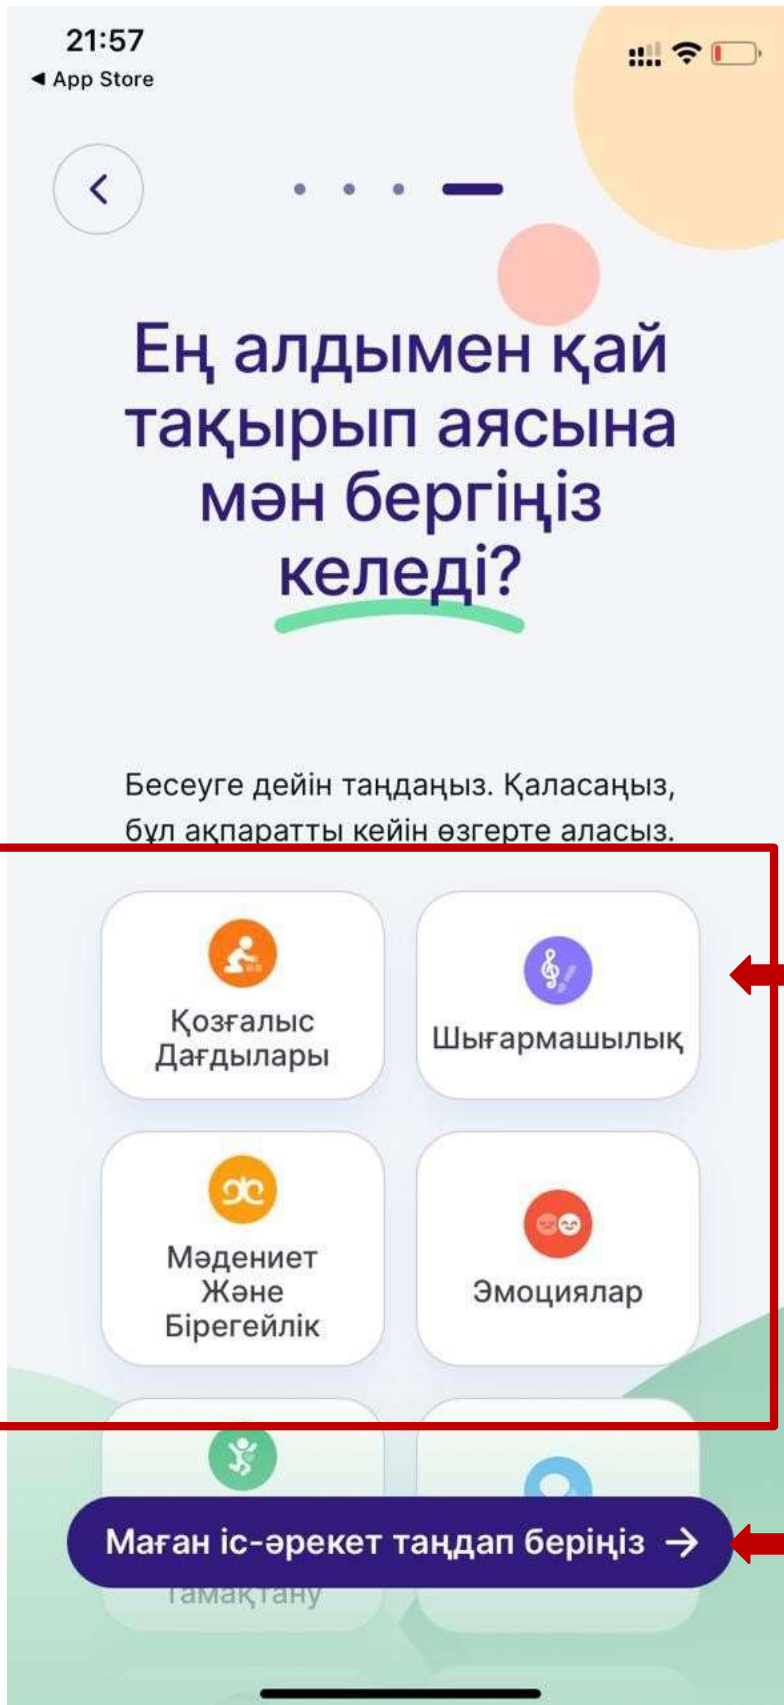 21:57
◀ App Store
Ең алдымен қай
тақырып аясына
мән бергіңіз
келеді?
Бесеуге дейін таңдаңыз. Қаласаңыз,
бұл ақпаратты кейін өзгерте аласыз.
Қозғалыс
Дағдылары
Шығармашылық
Мәдениет
Және
Бірегейлік
Эмоциялар
Маған іс-әрекет таңдап беріңіз →
Тамақтану